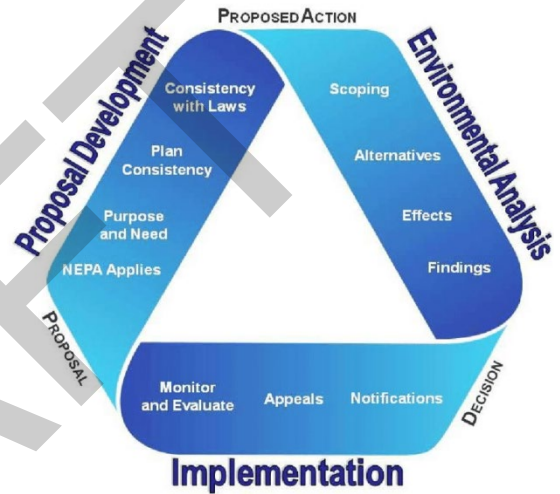 PROPOSED ACTION
Proposal Development
Consistency
with Laws
Plan
Consistency
Purpose
and Need
NEPA Applies
PROPOSAL
Environmental Analysis
Scoping
Alternatives
Effects
Findings
DECISION
Monitor
and Evaluate
Appeals
Notifications
Implementation